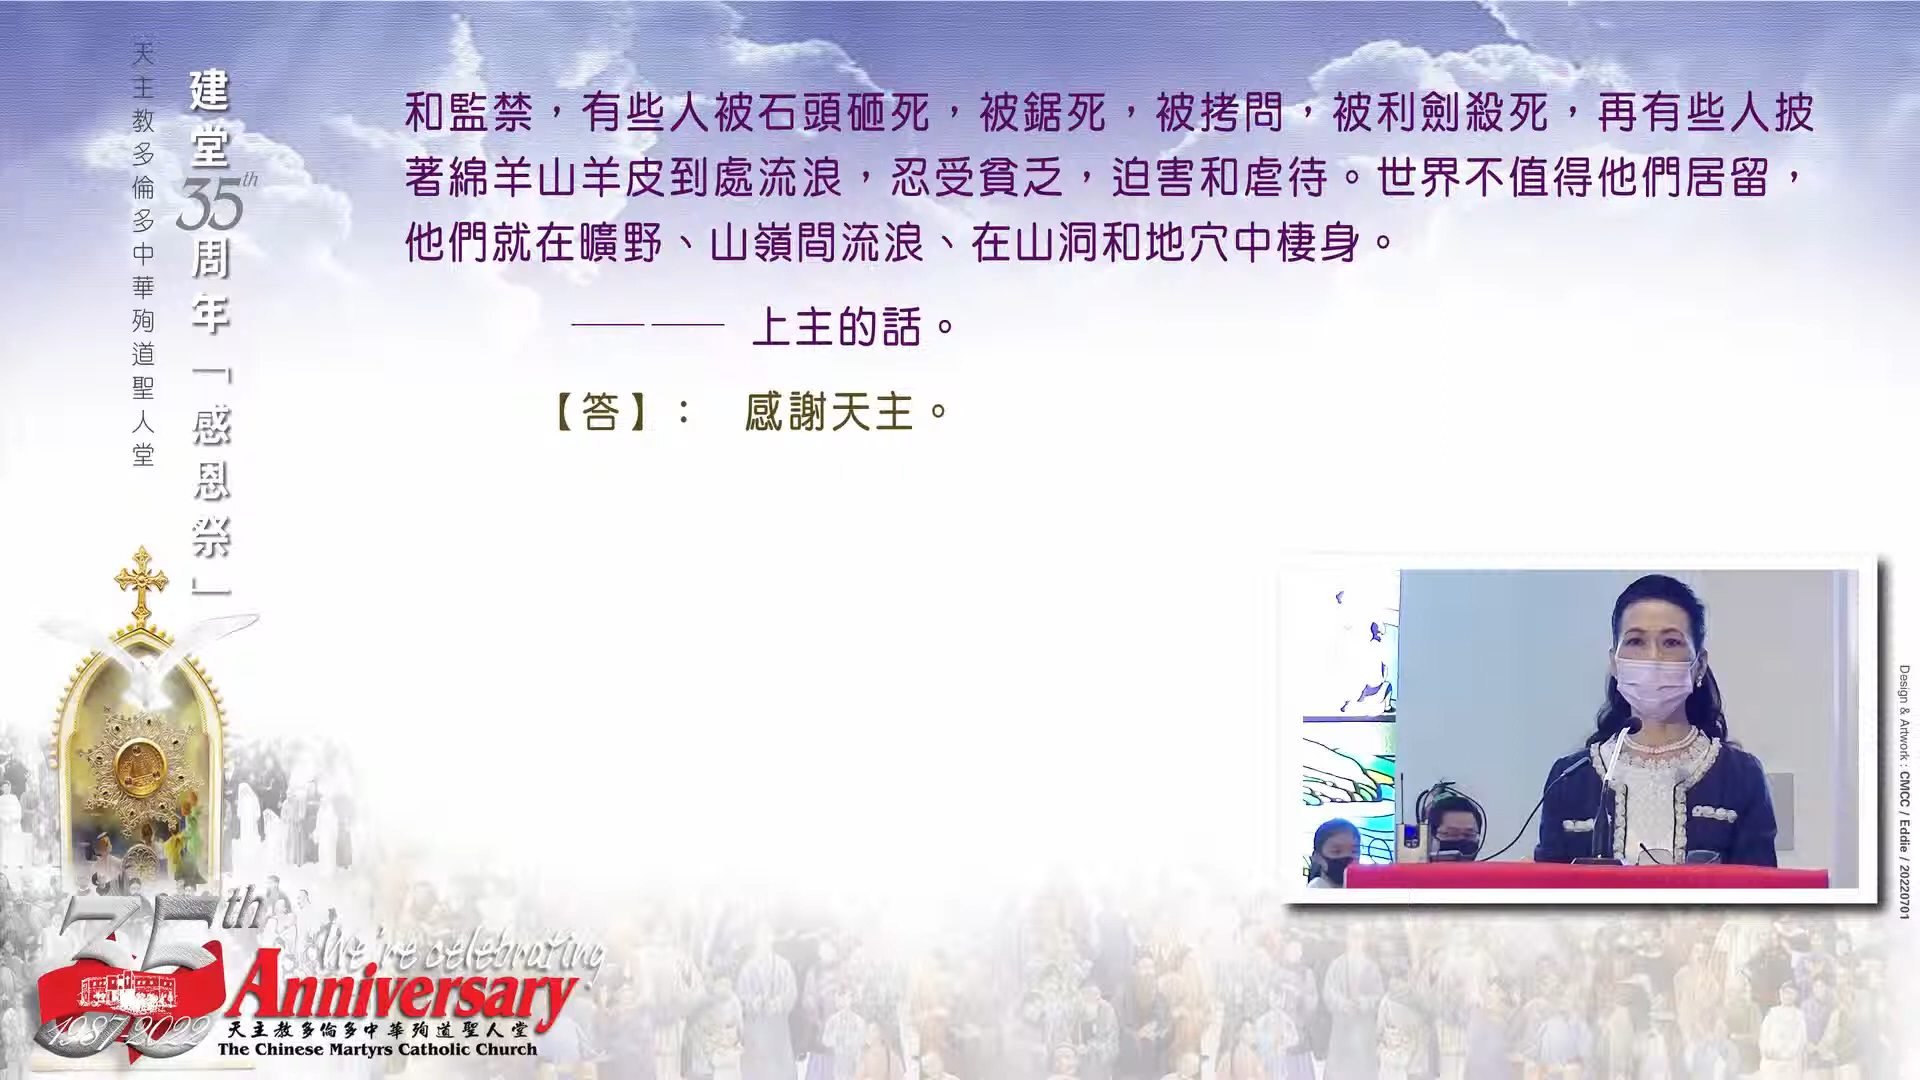 天主教多倫多中華殉道聖人堂
建堂35th周年「感恩祭」
和監禁，有些人被石頭砸死，被鋸死，被拷問，被利劍殺死，再有些人披
著綿羊山羊皮到處流浪，忍受貧乏，迫害和虐待。世界不值得他們居留，
他們就在曠野、山嶺間流浪、在山洞和地穴中棲身。
—— 上主的話。
【答】： 感謝天主。
35th
We're celebrating
Anniversary
1987-2022
天主教多倫多中華殉道聖人堂
The Chinese Martyrs Catholic Church
Design & Artwork : CMCC / Eddie / 20220701